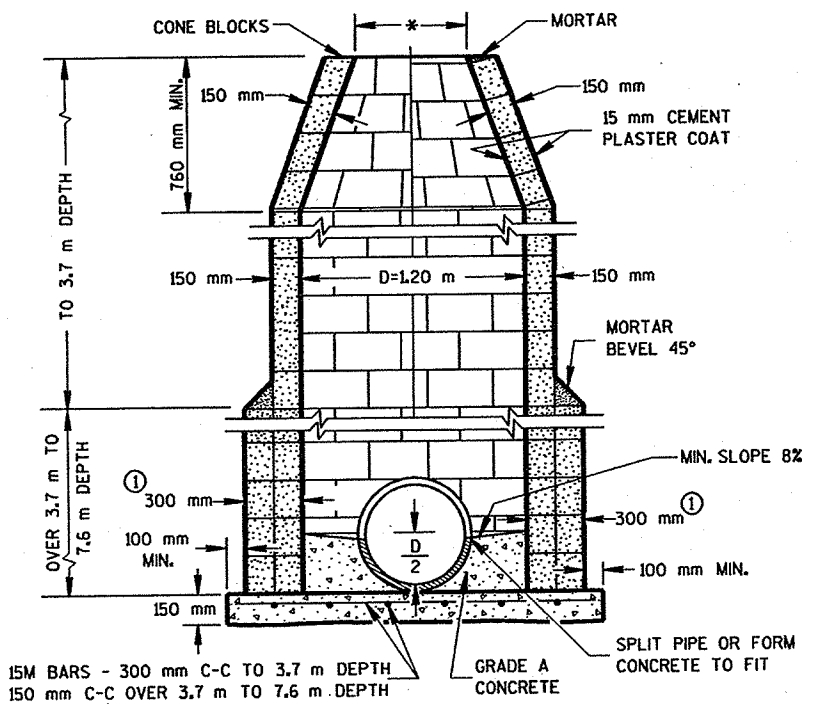 CONE BLOCKS
*
MORTAR
150 mm
150 mm
15 mm CEMENT
PLASTER COAT
760 mm MIN.
TO 3.7 m DEPTH
150 mm
D=1.20 m
150 mm
MORTAR
BEVEL 45°
OVER 3.7 m TO
7.6 m DEPTH
① 300 mm
MIN. SLOPE 8%
300 mm ①
100 mm
MIN.
D
2
100 mm MIN.
150 mm
15M BARS - 300 mm C-C TO 3.7 m DEPTH
150 mm C-C OVER 3.7 m TO 7.6 m DEPTH
GRADE A
CONCRETE
SPLIT PIPE OR FORM
CONCRETE TO FIT